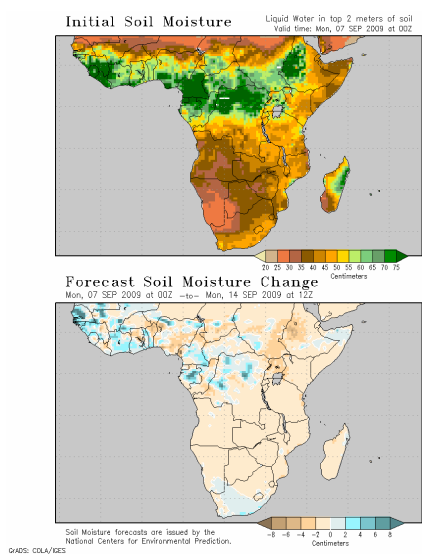 Initial Soil Moisture
Liquid Water in top 2 meters of soil
Valid time: Mon, 07 SEP 2009 at 00Z
20 25 30 35 40 45 50 55 60 65 70 75
Centimeters
Forecast Soil Moisture Change
Mon, 07 SEP 2009 at 00Z -to- Mon, 14 SEP 2009 at 12Z
-8 -6 -4 -2 0 2 4 6 8
Centimeters
Soil Moisture forecasts are issued by the
National Centers for Environmental Prediction.
GrADS: COLA/IGES